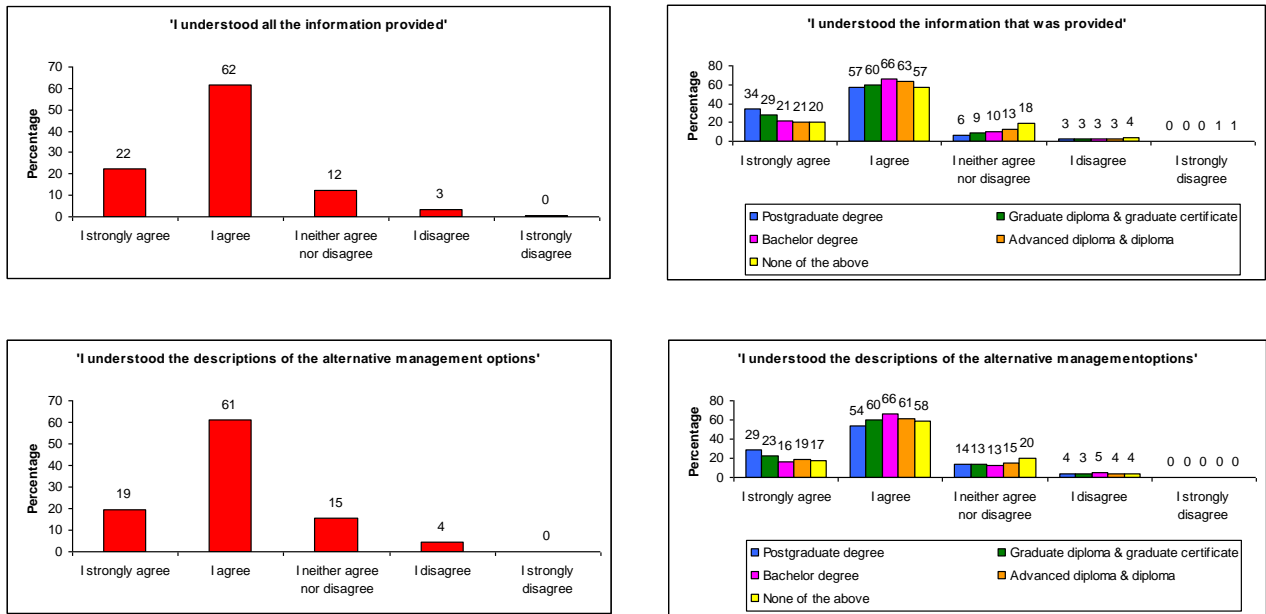 'I understood all the information provided'
Percentage
70
60
50
40
30
20
10
0
22
62
12
3
0
I strongly agree
I agree
I neither agree
nor disagree
I disagree
I strongly
disagree
'I understood the information that was provided'
Percentage
80
60
40
20
0
34 29 21 21 20
57 60 66 63 57
6 9 10 13 18
3 3 3 3 4
0 0 0 1 1
I strongly agree
I agree
I neither agree
nor disagree
I disagree
I strongly
disagree
Postgraduate degree
Graduate diploma & graduate certificate
Bachelor degree
Advanced diploma & diploma
None of the above
'I understood the descriptions of the alternative management options'
Percentage
70
60
50
40
30
20
10
0
19
61
15
4
0
I strongly agree
I agree
I neither agree
nor disagree
I disagree
I strongly
disagree
'I understood the descriptions of the alternative managementoptions'
Percentage
80
60
40
20
0
29 23 16 19 17
54 60 66 61 58
14 13 13 15 20
4 3 5 4 4
0 0 0 0 0
I strongly agree
I agree
I neither agree
nor disagree
I disagree
I strongly
disagree
Postgraduate degree
Graduate diploma & graduate certificate
Bachelor degree
Advanced diploma & diploma
None of the above